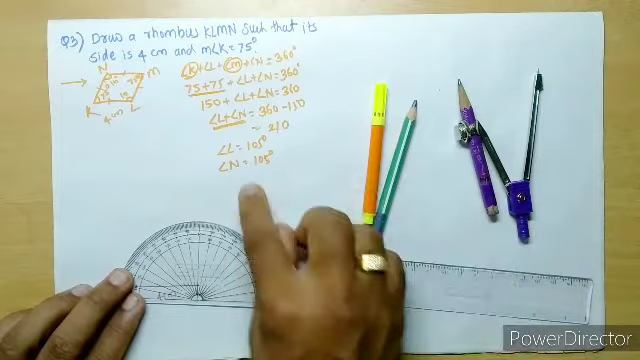 Q3) Draw a rhombus KLMN such that its
side is 4 cm and m∠K = 75°.
∠K + ∠L + ∠M + ∠N = 360°
75 + 75 + ∠L + ∠N = 360°
150 + ∠L + ∠N = 360
∠L + ∠N = 360 - 150
= 210
∠L = 105°
∠N = 105°
N
M
K
L
4 cm
PowerDirector